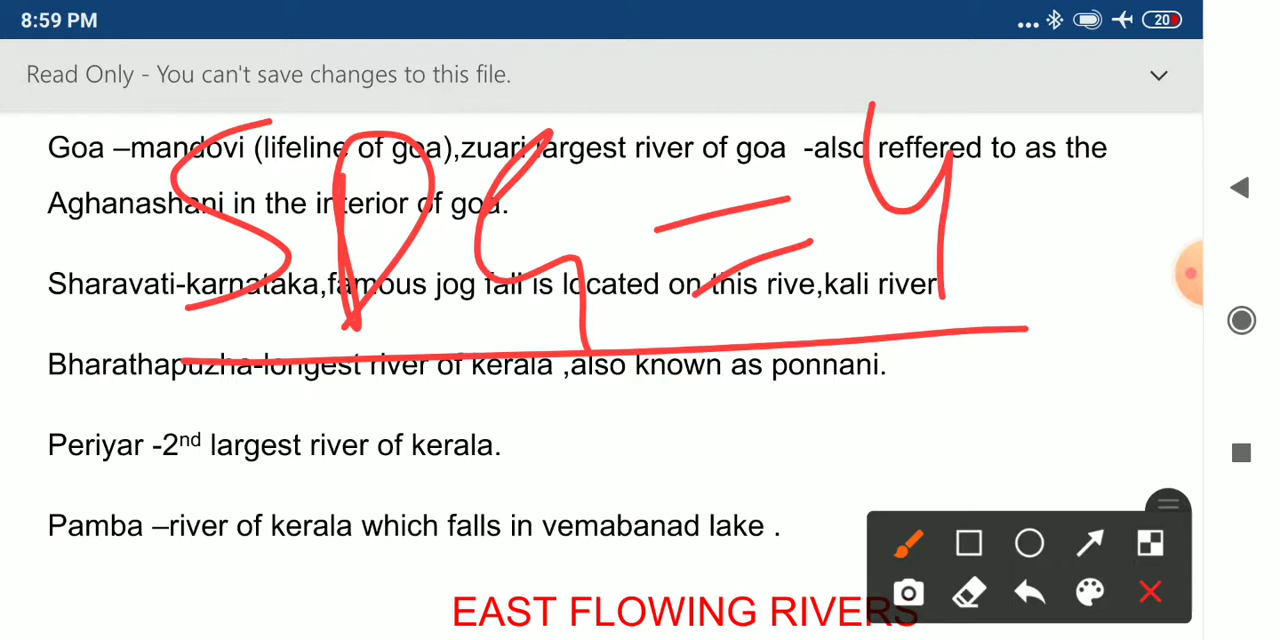 8:59 PM
20
Read Only - You can't save changes to this file.
Goa –mandovi (lifeline of goa),zuari largest river of goa -also reffered to as the
Aghanashani in the interior of goa.
SPG = 4
Sharavati-karnataka,famous jog fall is located on this rive,kali river
Bharathapuzha-longest river of kerala ,also known as ponnani.
Periyar -2nd largest river of kerala.
Pamba –river of kerala which falls in vemabanad lake .
EAST FLOWING RIVERS